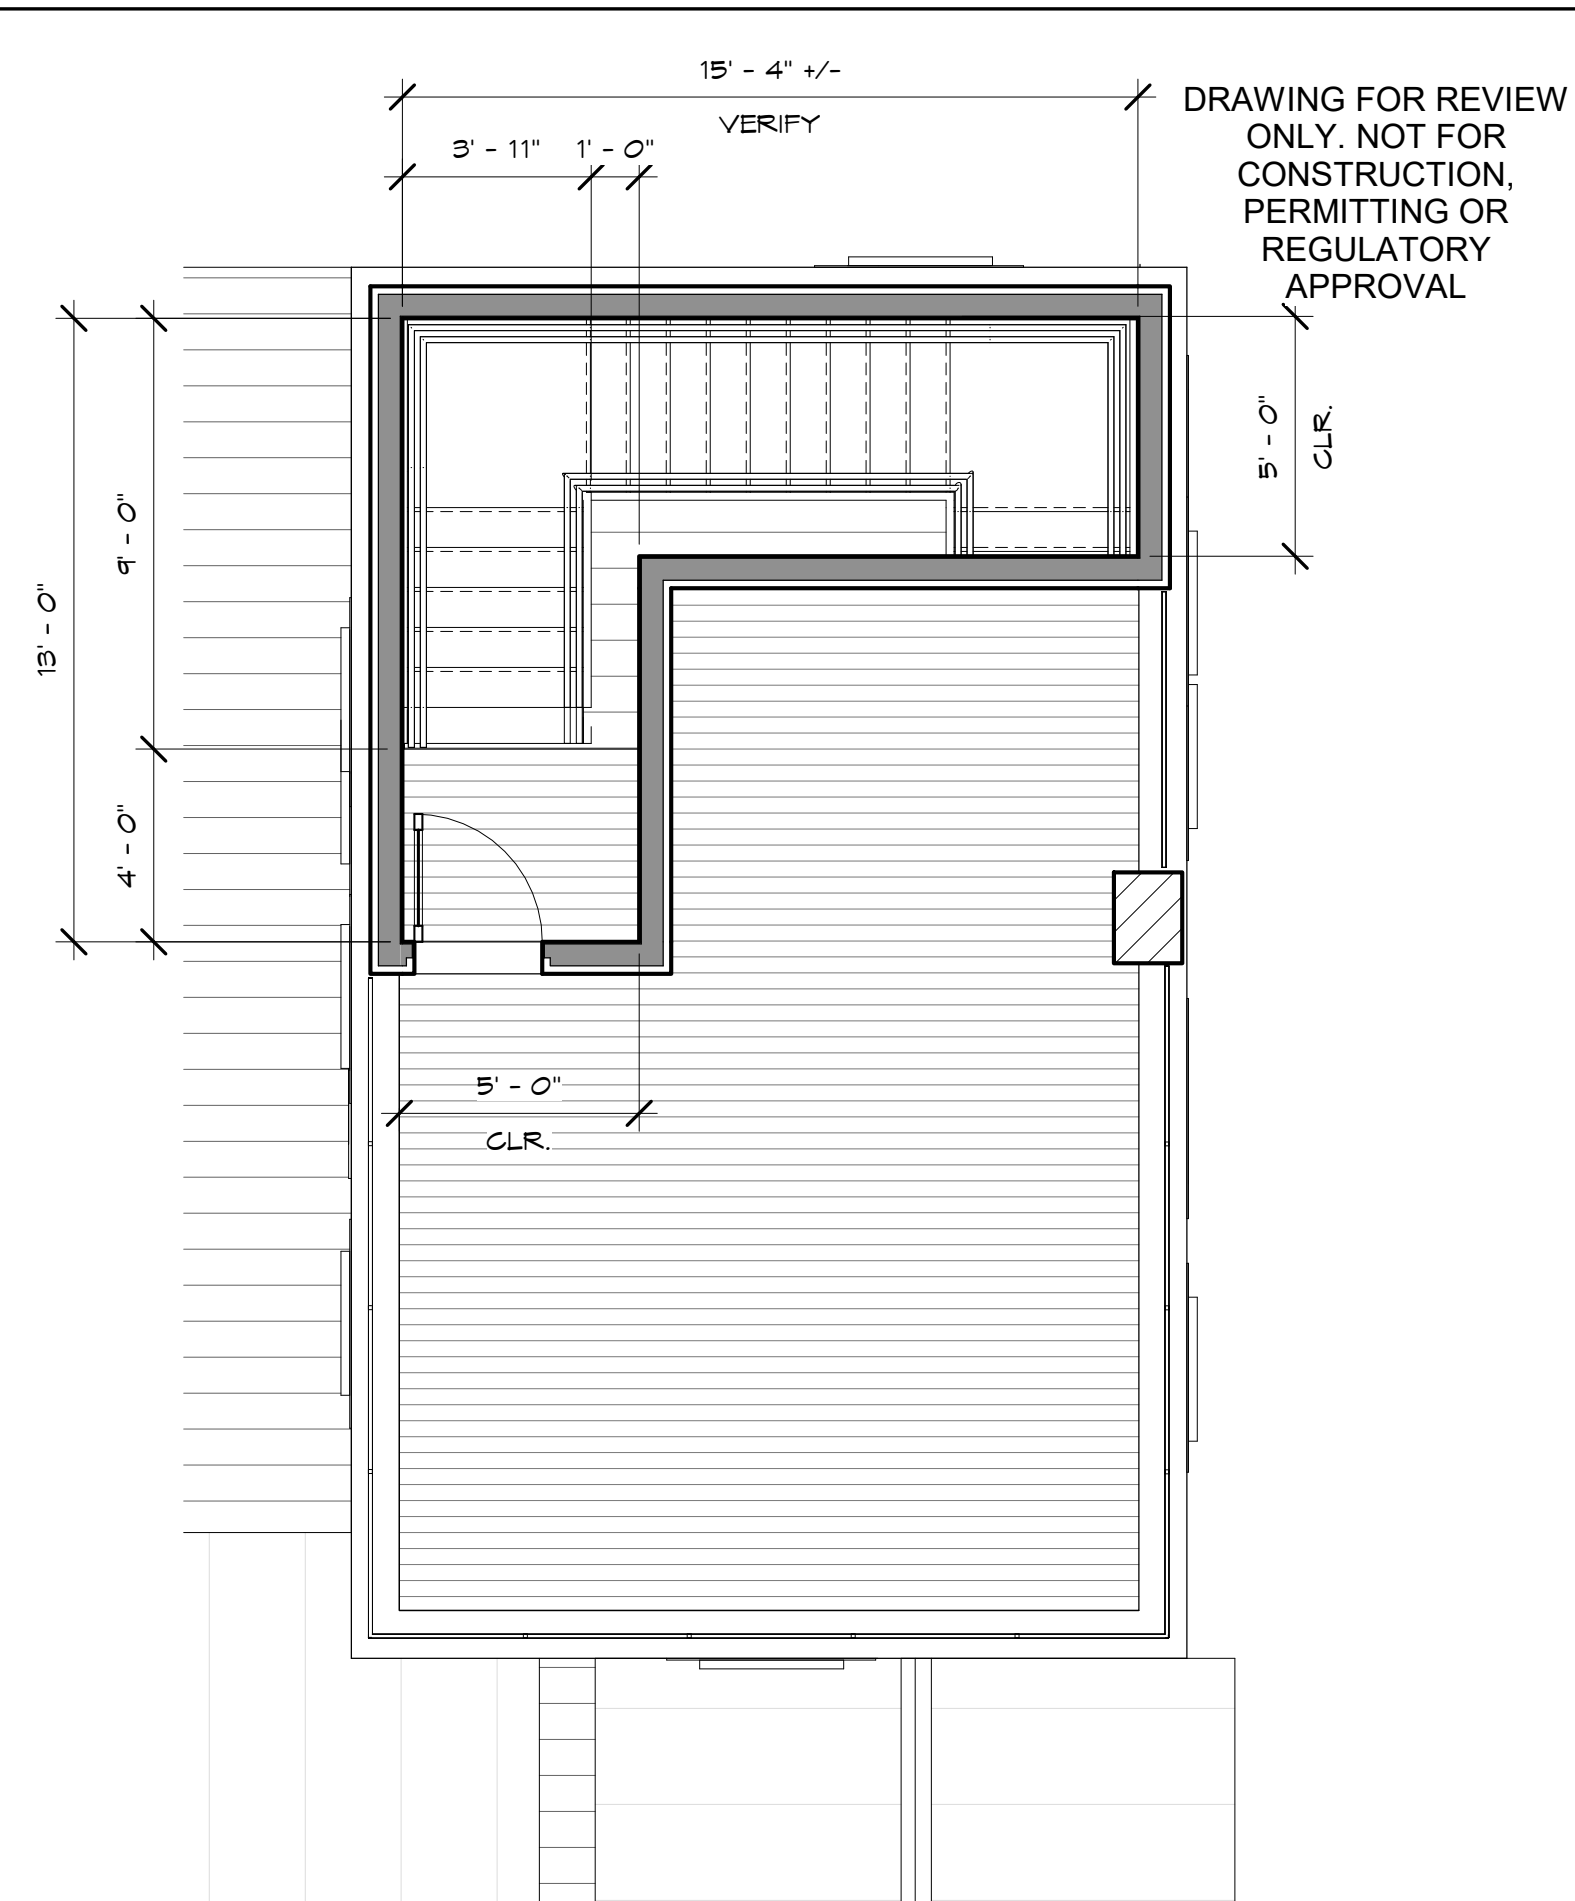 15' - 4" +/-
VERIFY
3' - 11"
1' - 0"
DRAWING FOR REVIEW
ONLY. NOT FOR
CONSTRUCTION,
PERMITTING OR
REGULATORY
APPROVAL
13' - 0"
9' - 0"
4' - 0"
5' - 0"
CLR.
5' - 0"
CLR.